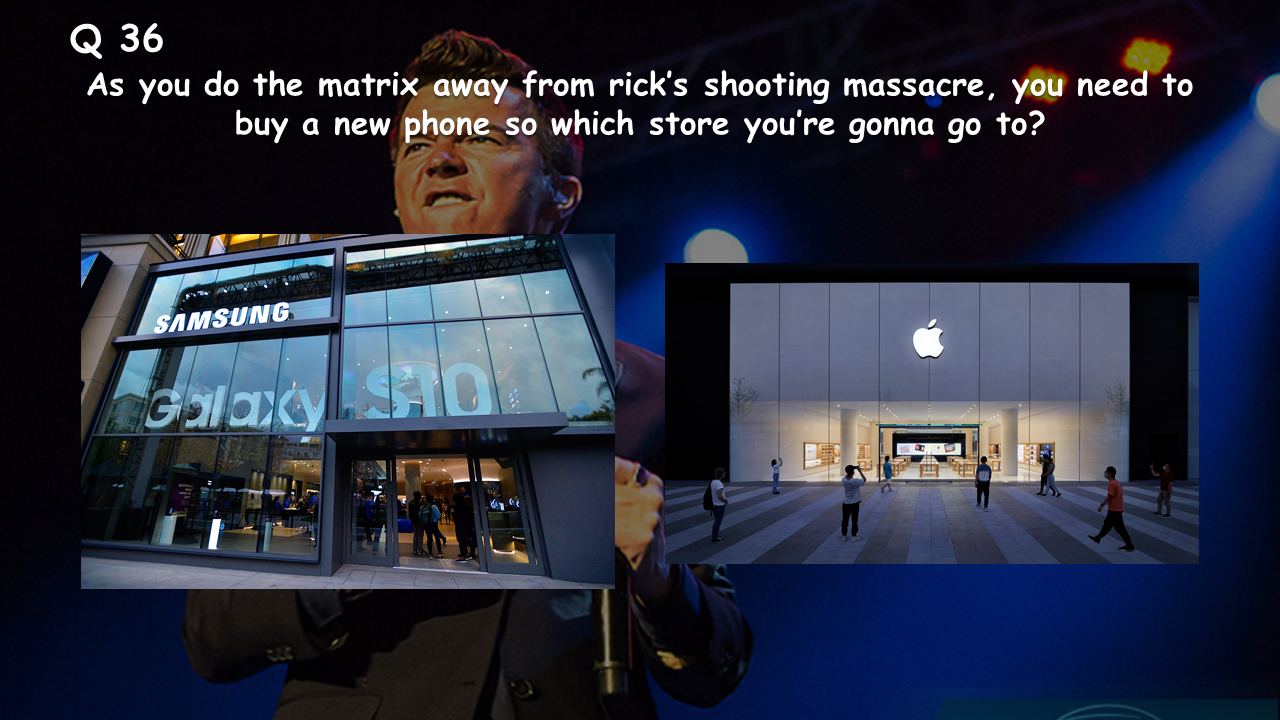 Q 36
As you do the matrix away from rick's shooting massacre, you need to
buy a new phone so which store you're gonna go to?
SAMSUNG
Galaxy S10